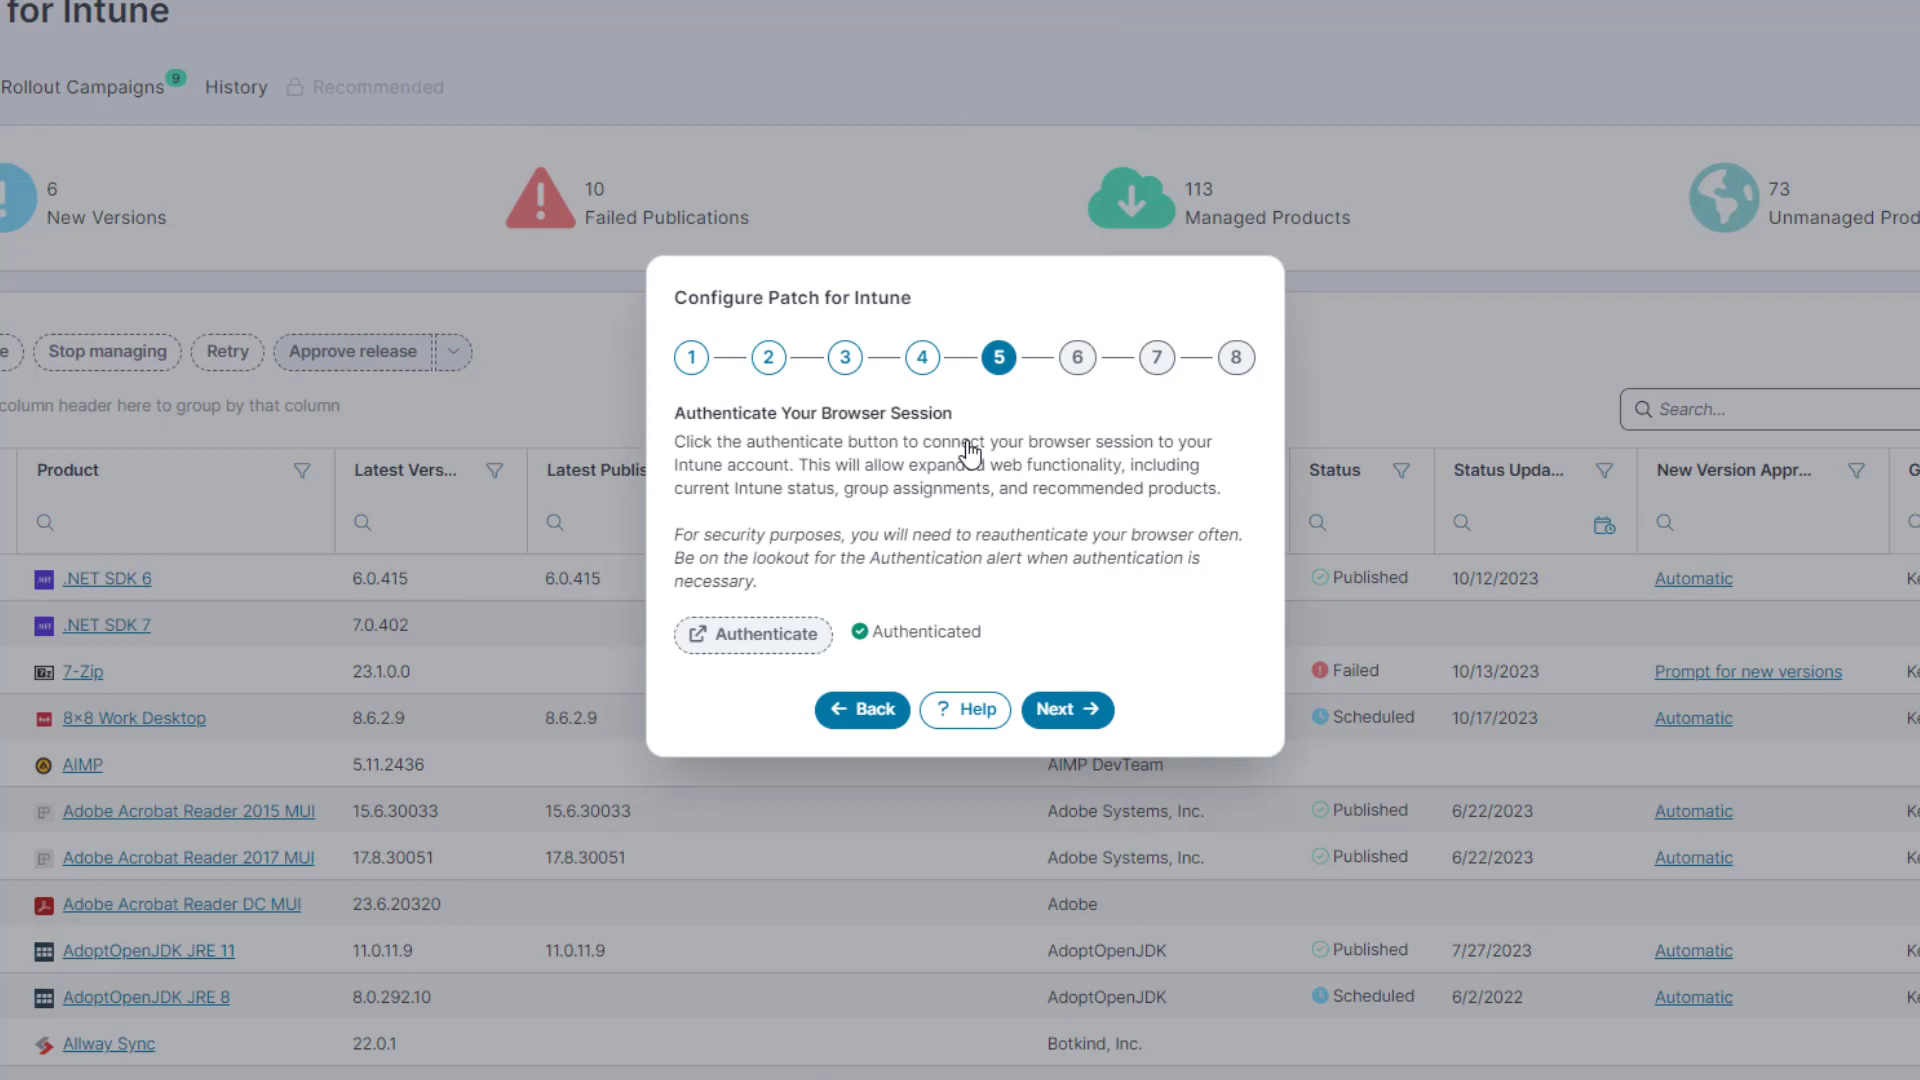 for Intune
Rollout Campaigns 9 History Recommended
6
New Versions
10
Failed Publications
113
Managed Products
73
Unmanaged Prod
e Stop managing Retry Approve release
column header here to group by that column
Search...
Configure Patch for Intune
1 2 3 4 5 6 7 8
Authenticate Your Browser Session
Click the authenticate button to connect your browser session to your
Intune account. This will allow expanded web functionality, including
current Intune status, group assignments, and recommended products.
For security purposes, you will need to reauthenticate your browser often.
Be on the lookout for the Authentication alert when authentication is
necessary.
Authenticate Authenticated
Back ? Help Next
Product Latest Vers... Latest Publis Status Status Upda... New Version Appr... G
.NET SDK 6 6.0.415 6.0.415 Published 10/12/2023 Automatic Ke
.NET SDK 7 7.0.402
7-Zip 23.1.0.0 Failed 10/13/2023 Prompt for new versions Ke
8×8 Work Desktop 8.6.2.9 8.6.2.9 Scheduled 10/17/2023 Automatic Ke
AIMP 5.11.2436 AIMP DevTeam
Adobe Acrobat Reader 2015 MUI 15.6.30033 15.6.30033 Adobe Systems, Inc. Published 6/22/2023 Automatic Ke
Adobe Acrobat Reader 2017 MUI 17.8.30051 17.8.30051 Adobe Systems, Inc. Published 6/22/2023 Automatic Ke
Adobe Acrobat Reader DC MUI 23.6.20320 Adobe
AdoptOpenJDK JRE 11 11.0.11.9 11.0.11.9 AdoptOpenJDK Published 7/27/2023 Automatic Ke
AdoptOpenJDK JRE 8 8.0.292.10 AdoptOpenJDK Scheduled 6/2/2022 Automatic Ke
Allway Sync 22.0.1 Botkind, Inc.